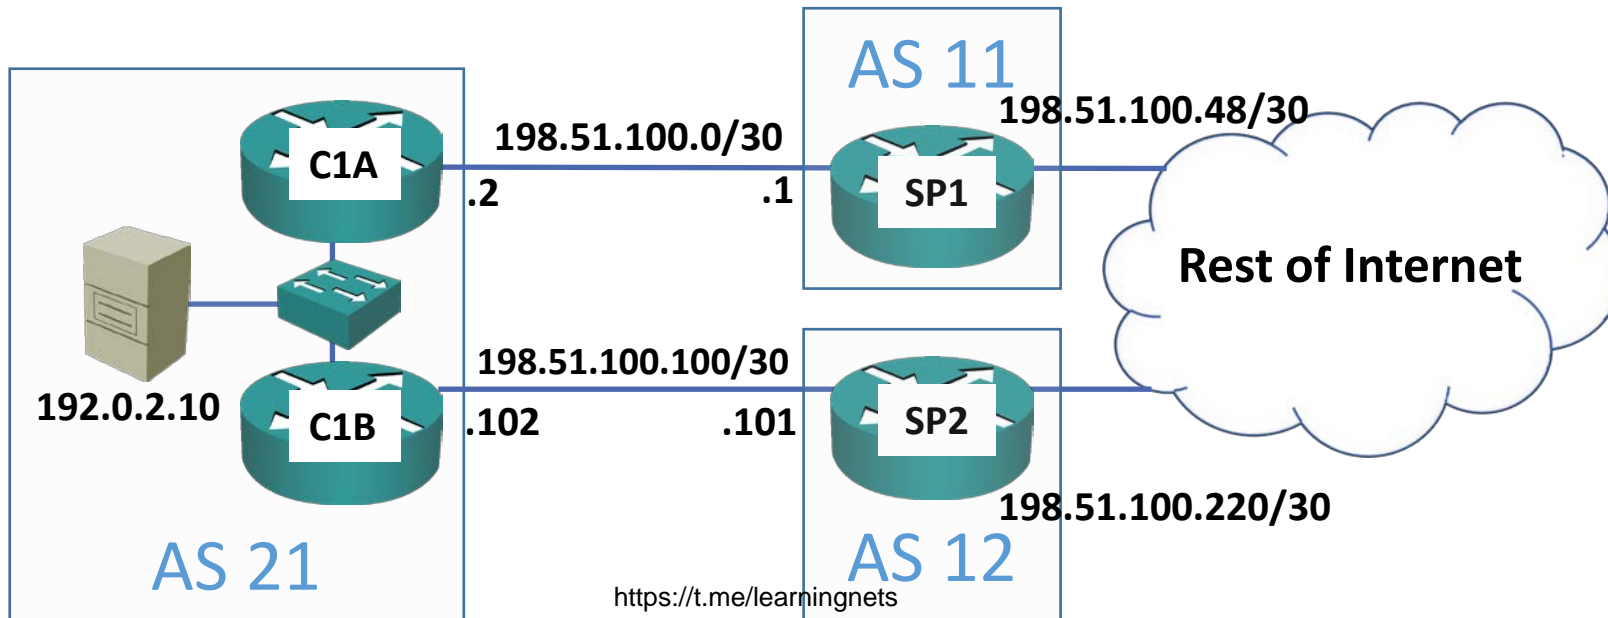 AS 11
198.51.100.48/30
198.51.100.0/30
C1A
.2
.1
SP1
Rest of Internet
192.0.2.10
198.51.100.100/30
C1B
.102
.101
SP2
198.51.100.220/30
AS 21
AS 12
https://t.me/learningnets